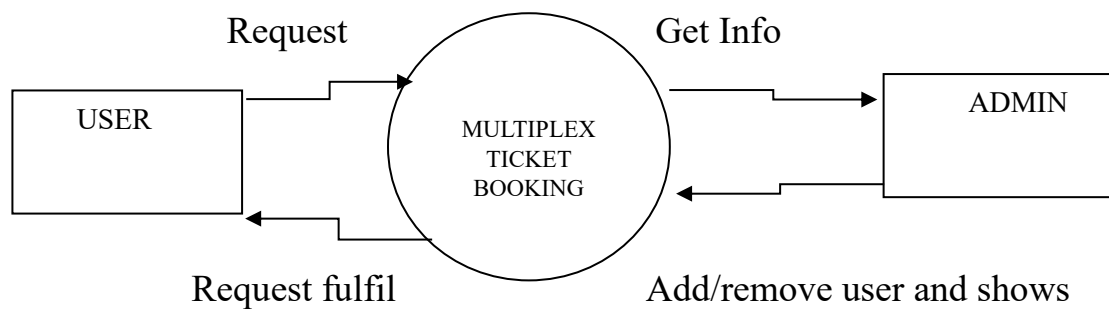 Request
Get Info
USER
MULTIPLEX
TICKET
BOOKING
ADMIN
Request fulfil
Add/remove user and shows